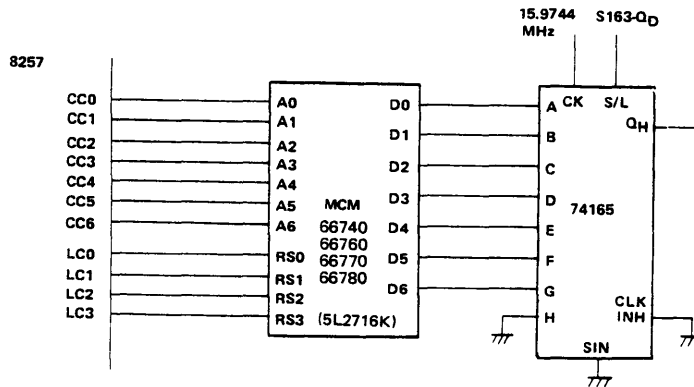 15.9744 MHz
S163-QD
8257
CC0
CC1
CC2
CC3
CC4
CC5
CC6
LC0
LC1
LC2
LC3
A0
A1
A2
A3
A4
A5
A6
RS0
RS1
RS2
RS3
MCM
66740
66760
66770
66780
(5L2716K)
D0
D1
D2
D3
D4
D5
D6
A
B
C
D
E
F
G
H
CK
S/L
QH
74165
CLK
INH
SIN